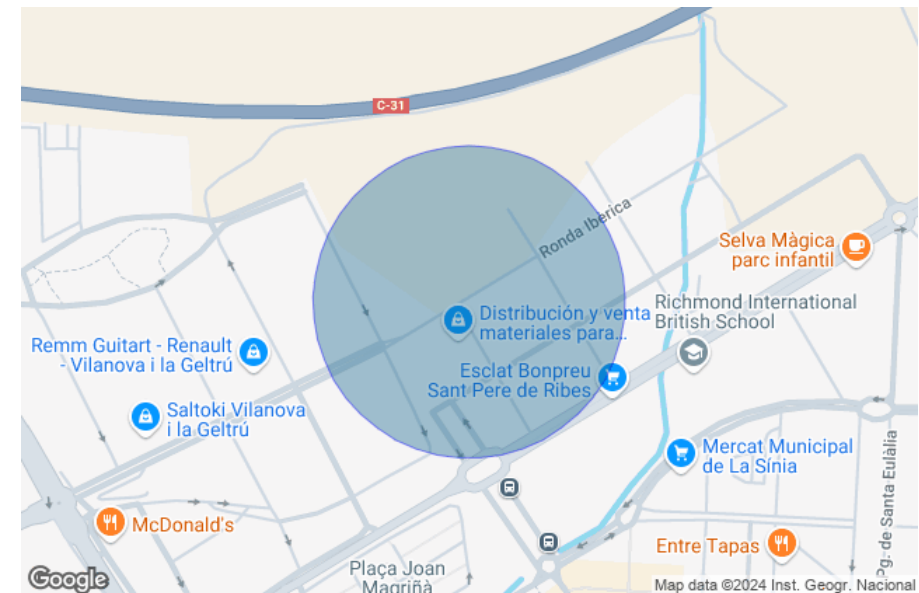 C-31
Ronda Iberica
Selva Màgica
parc infantil
Richmond International
British School
Distribución y venta
materiales para...
Remm Guitart - Renault
- Vilanova i la Geltrú
Esclat Bonpreu
Sant Pere de Ribes
Saltoki Vilanova
i la Geltrú
Mercat Municipal
de La Sínia
Pg. de Santa Eulàlia
McDonald's
Entre Tapas
Plaça Joan
Magriñà
Google
Map data ©2024 Inst. Geogr. Nacional